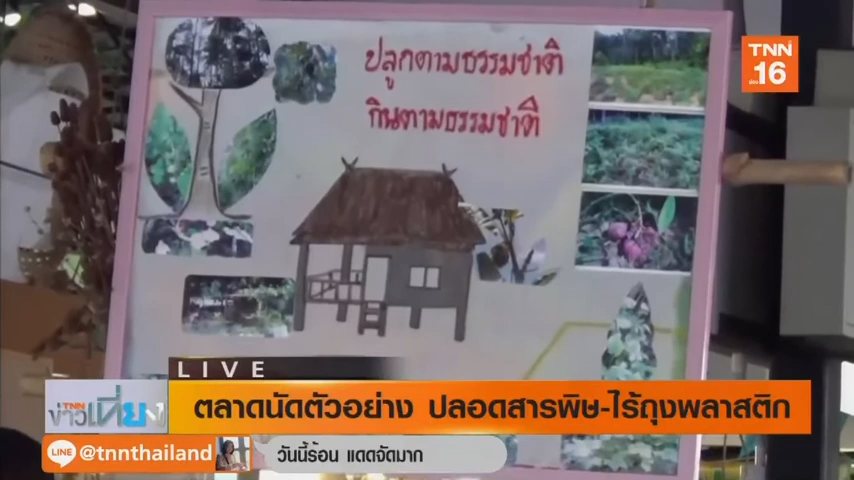 ปลูกตามธรรมชาติ
กินตามธรรมชาติ
TNN
ช่อง
16
LIVE
TNN
ข่าวเที่ยง
ตลาดนัดตัวอย่าง ปลอดสารพิษ-ไร้ถุงพลาสติก
LINE
@tnnthailand
วันนี้ร้อน แดดจัดมาก